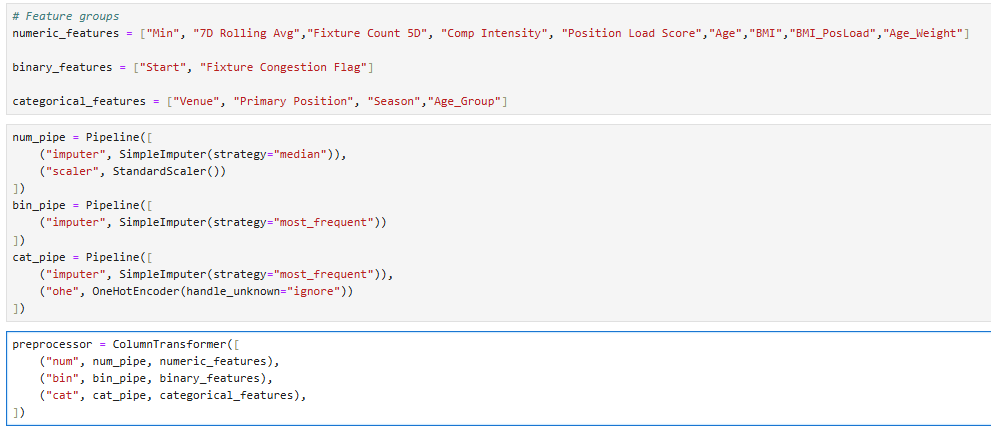 # Feature groups
numeric_features = ["Min", "7D Rolling Avg","Fixture Count 5D", "Comp Intensity", "Position Load Score","Age","BMI","BMI_PosLoad","Age_Weight"]
binary_features = ["Start", "Fixture Congestion Flag"]
categorical_features = ["Venue", "Primary Position", "Season","Age_Group"]
num_pipe = Pipeline([
    ("imputer", SimpleImputer(strategy="median")),
    ("scaler", StandardScaler())
])
bin_pipe = Pipeline([
    ("imputer", SimpleImputer(strategy="most_frequent"))
])
cat_pipe = Pipeline([
    ("imputer", SimpleImputer(strategy="most_frequent")),
    ("ohe", OneHotEncoder(handle_unknown="ignore"))
])
preprocessor = ColumnTransformer([
    ("num", num_pipe, numeric_features),
    ("bin", bin_pipe, binary_features),
    ("cat", cat_pipe, categorical_features),
])